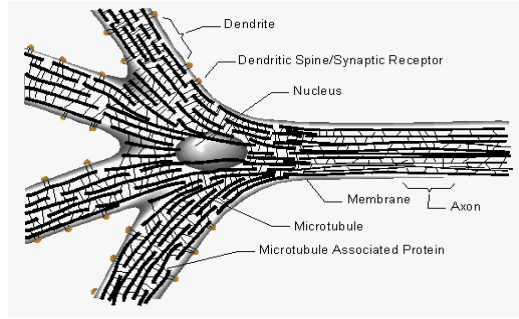 Dendrite
Dendritic Spine/Synaptic Receptor
Nucleus
Membrane
Axon
Microtubule
Microtubule Associated Protein